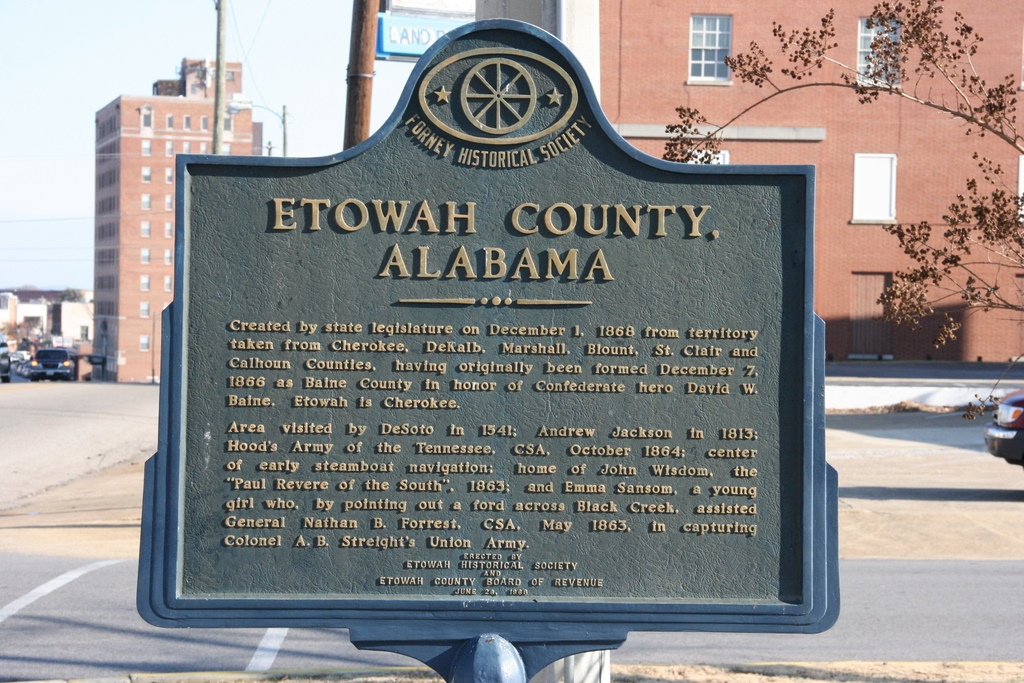 LAND
FORNEY HISTORICAL SOCIETY
ETOWAH COUNTY,
ALABAMA
Created by state legislature on December 1, 1868 from territory
taken from Cherokee, DeKalb, Marshall, Blount, St. Clair and
Calhoun Counties, having originally been formed December 7,
1866 as Baine County in honor of Confederate hero David W.
Baine. Etowah is Cherokee.
Area visited by DeSoto in 1541; Andrew Jackson in 1813;
Hood's Army of the Tennessee, CSA, October 1864; center
of early steamboat navigation; home of John Wisdom, the
"Paul Revere of the South", 1863; and Emma Sansom, a young
girl who, by pointing out a ford across Black Creek, assisted
General Nathan B. Forrest, CSA, May 1863, in capturing
Colonel A. B. Streight's Union Army.
ERECTED BY
ETOWAH HISTORICAL SOCIETY
AND
ETOWAH COUNTY BOARD OF REVENUE
JUNE